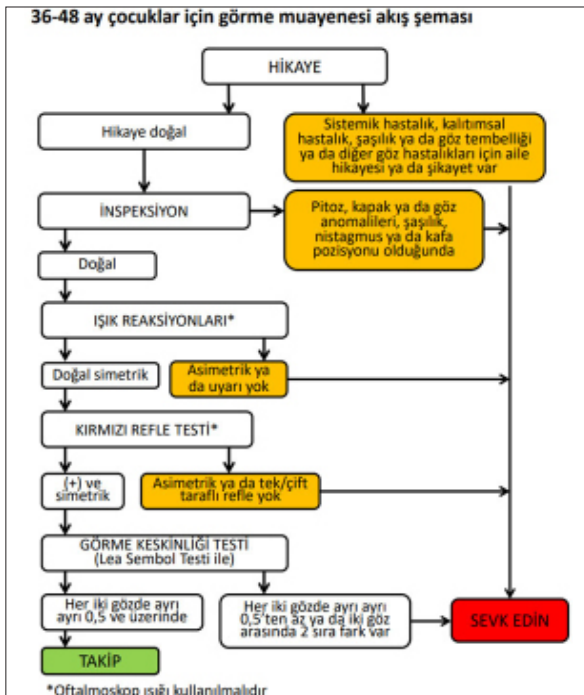 36-48 ay çocuklar için görme muayenesi akış şeması
HİKAYE
Hikaye doğal
Sistemik hastalık, kalıtımsal
hastalık, şaşılık ya da göz tembelliği
ya da diğer göz hastalıkları için aile
hikayesi ya da şikayet var
İNSPEKSİYON
Pitoz, kapak ya da göz
anomalileri, şaşılık,
nistagmus ya da kafa
pozisyonu olduğunda
Doğal
IŞIK REAKSİYONLARI*
Doğal simetrik
Asimetrik ya
da uyarı yok
KIRMIZI REFLE TESTİ*
(+) ve
simetrik
Asimetrik ya da tek/çift
taraflı refle yok
GÖRME KESKİNLİĞİ TESTİ
(Lea Sembol Testi ile)
Her iki gözde ayrı
ayrı 0,5 ve üzerinde
Her iki gözde ayrı ayrı
0,5'ten az ya da iki göz
arasında 2 sıra fark var
SEVK EDİN
TAKİP
*Oftalmoskop ışığı kullanılmalıdır